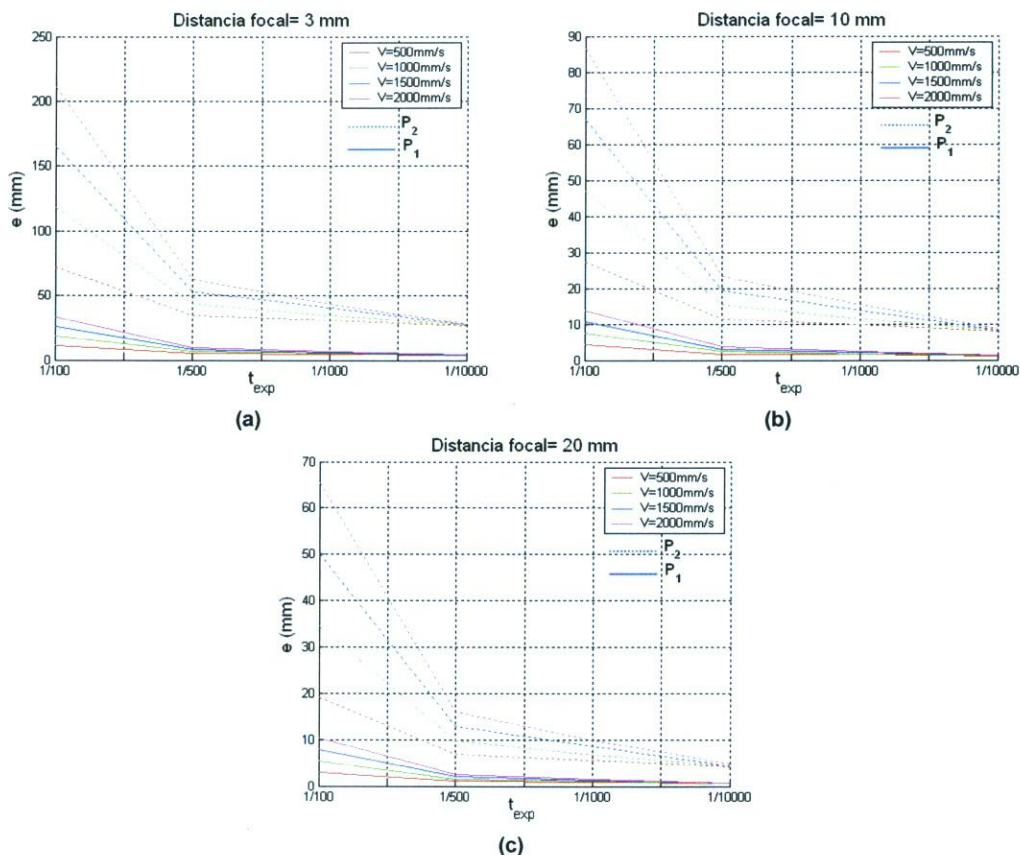 Distancia focal= 3 mm
250
200
150
100
50
0
e (mm)
V=500mm/s
V=1000mm/s
V=1500mm/s
V=2000mm/s
P2
P1
1/100
1/500
1/1000
1/10000
texp
(a)
Distancia focal= 10 mm
90
80
70
60
50
40
30
20
10
0
e (mm)
V=500mm/s
V=1000mm/s
V=1500mm/s
V=2000mm/s
P2
P1
1/100
1/500
1/1000
1/10000
texp
(b)
Distancia focal= 20 mm
70
60
50
40
30
20
10
0
e (mm)
V=500mm/s
V=1000mm/s
V=1500mm/s
V=2000mm/s
P2
P1
1/100
1/500
1/1000
1/10000
texp
(c)